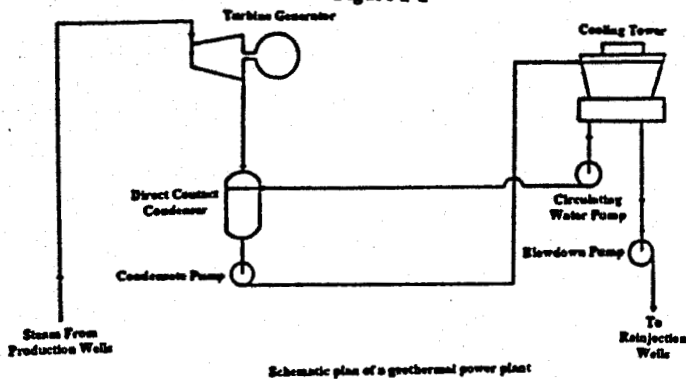 Turbine Generator
Cooling Tower
Direct Contact
Condenser
Circulating
Water Pump
Condensate Pump
Blowdown Pump
Steam From
Production Wells
To
Reinjection
Wells
Schematic plan of a geothermal power plant